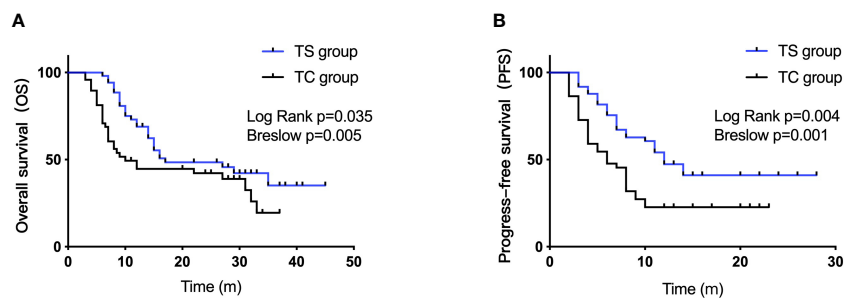 A
B
TS group
TC group
Log Rank p=0.035
Breslow p=0.005
Overall survival (OS)
100
50
0
0 10 20 30 40 50
Time (m)
TS group
TC group
Log Rank p=0.004
Breslow p=0.001
Progress-free survival (PFS)
100
50
0
0 10 20 30
Time (m)